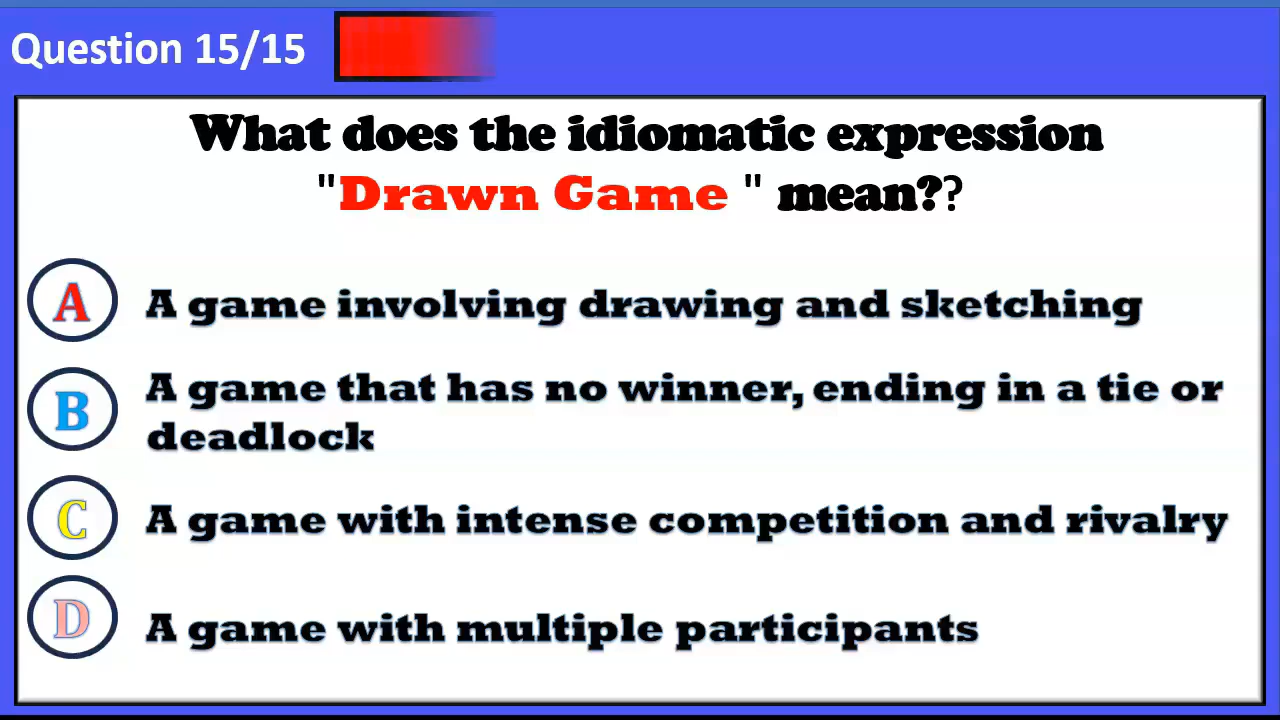 Question 15/15
What does the idiomatic expression
"Drawn Game " mean??
A A game involving drawing and sketching
B A game that has no winner, ending in a tie or
deadlock
C A game with intense competition and rivalry
D A game with multiple participants